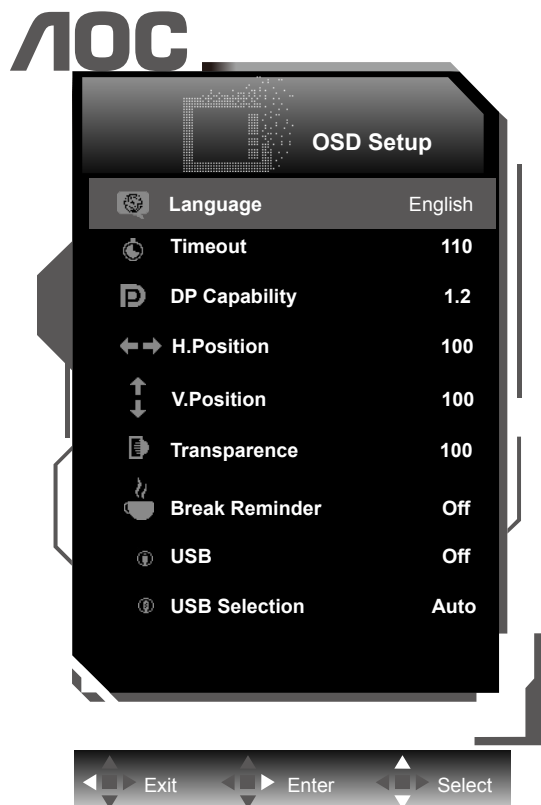 AOC
OSD Setup
Language English
Timeout 110
DP Capability 1.2
H.Position 100
V.Position 100
Transparence 100
Break Reminder Off
USB Off
USB Selection Auto
Exit Enter Select